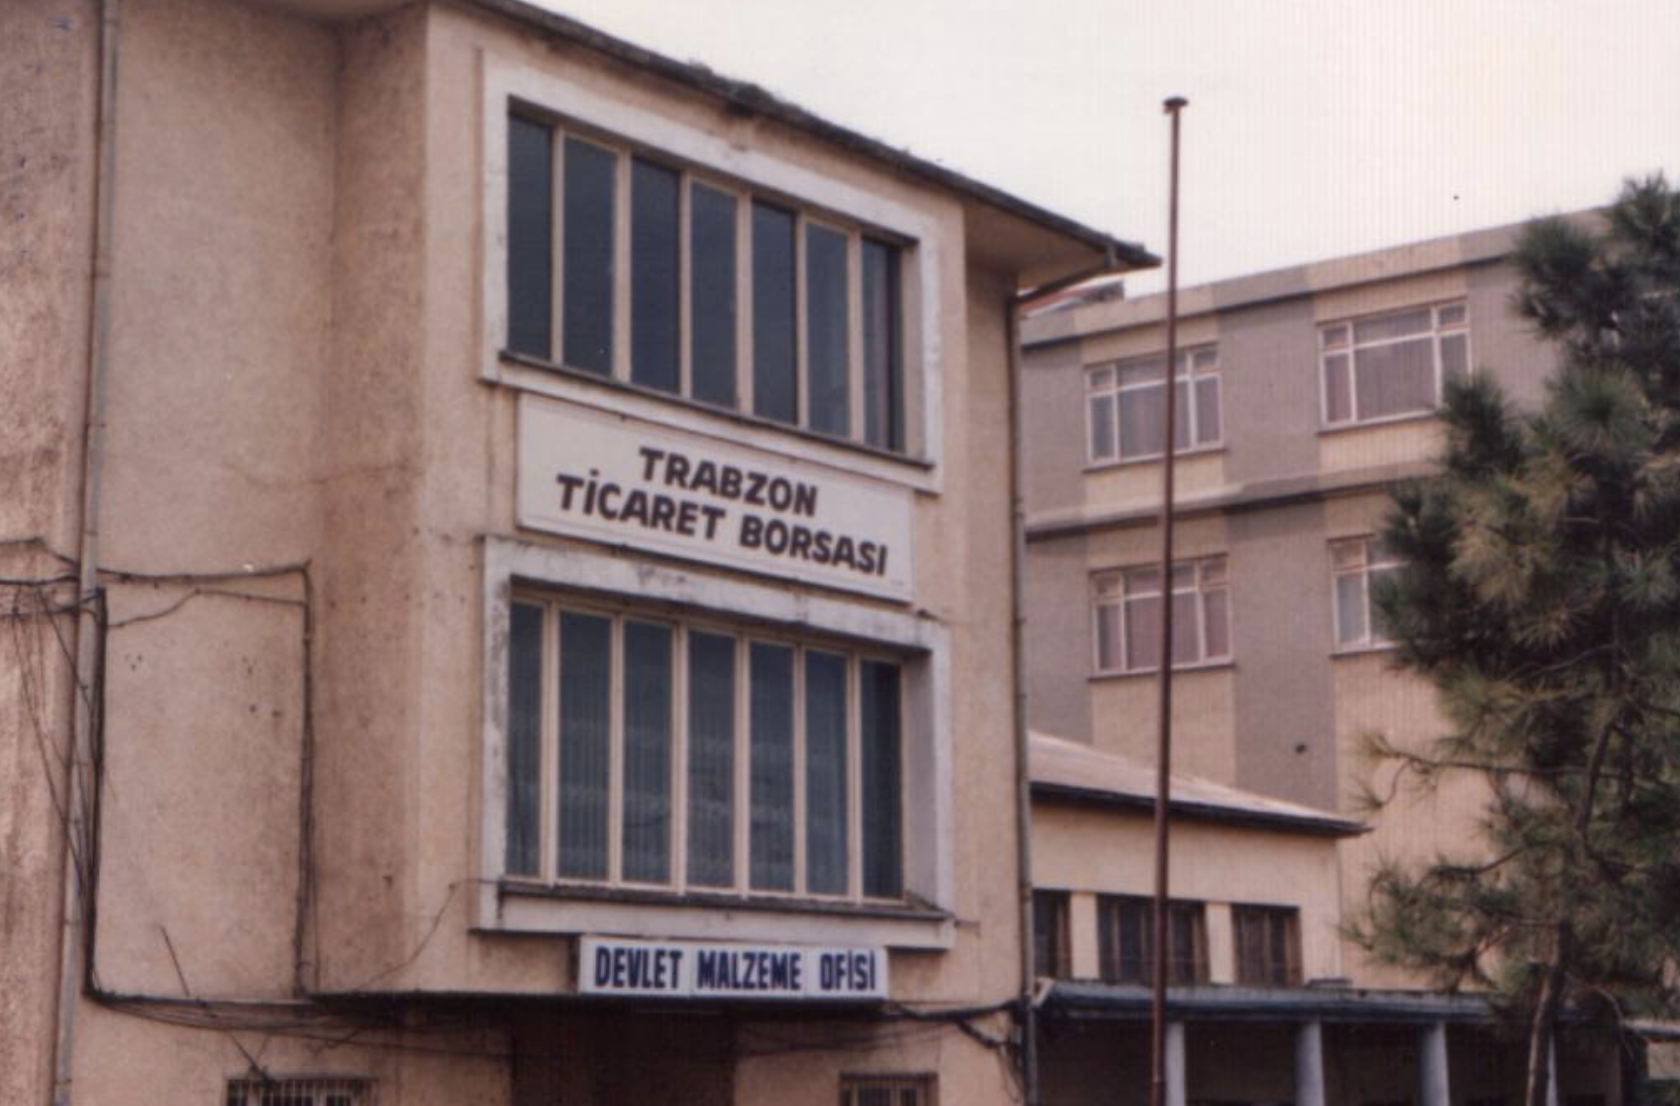 TRABZON
TİCARET BORSASI
DEVLET MALZEME OFİSİ